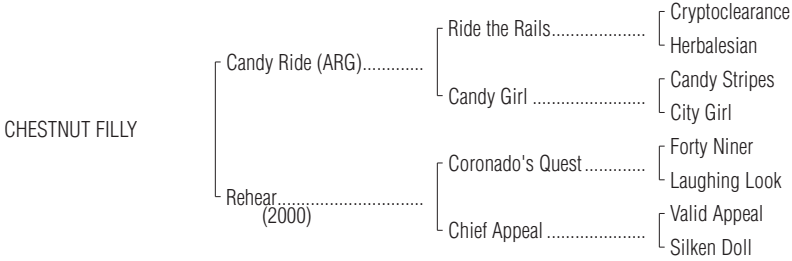 Cryptoclearance
Ride the Rails.....................
Herbalesian
Candy Ride (ARG).............
Candy Stripes
Candy Girl .........................
City Girl
CHESTNUT FILLY
Forty Niner
Coronado's Quest.............
Laughing Look
Rehear...............................
(2000)
Valid Appeal
Chief Appeal ......................
Silken Doll